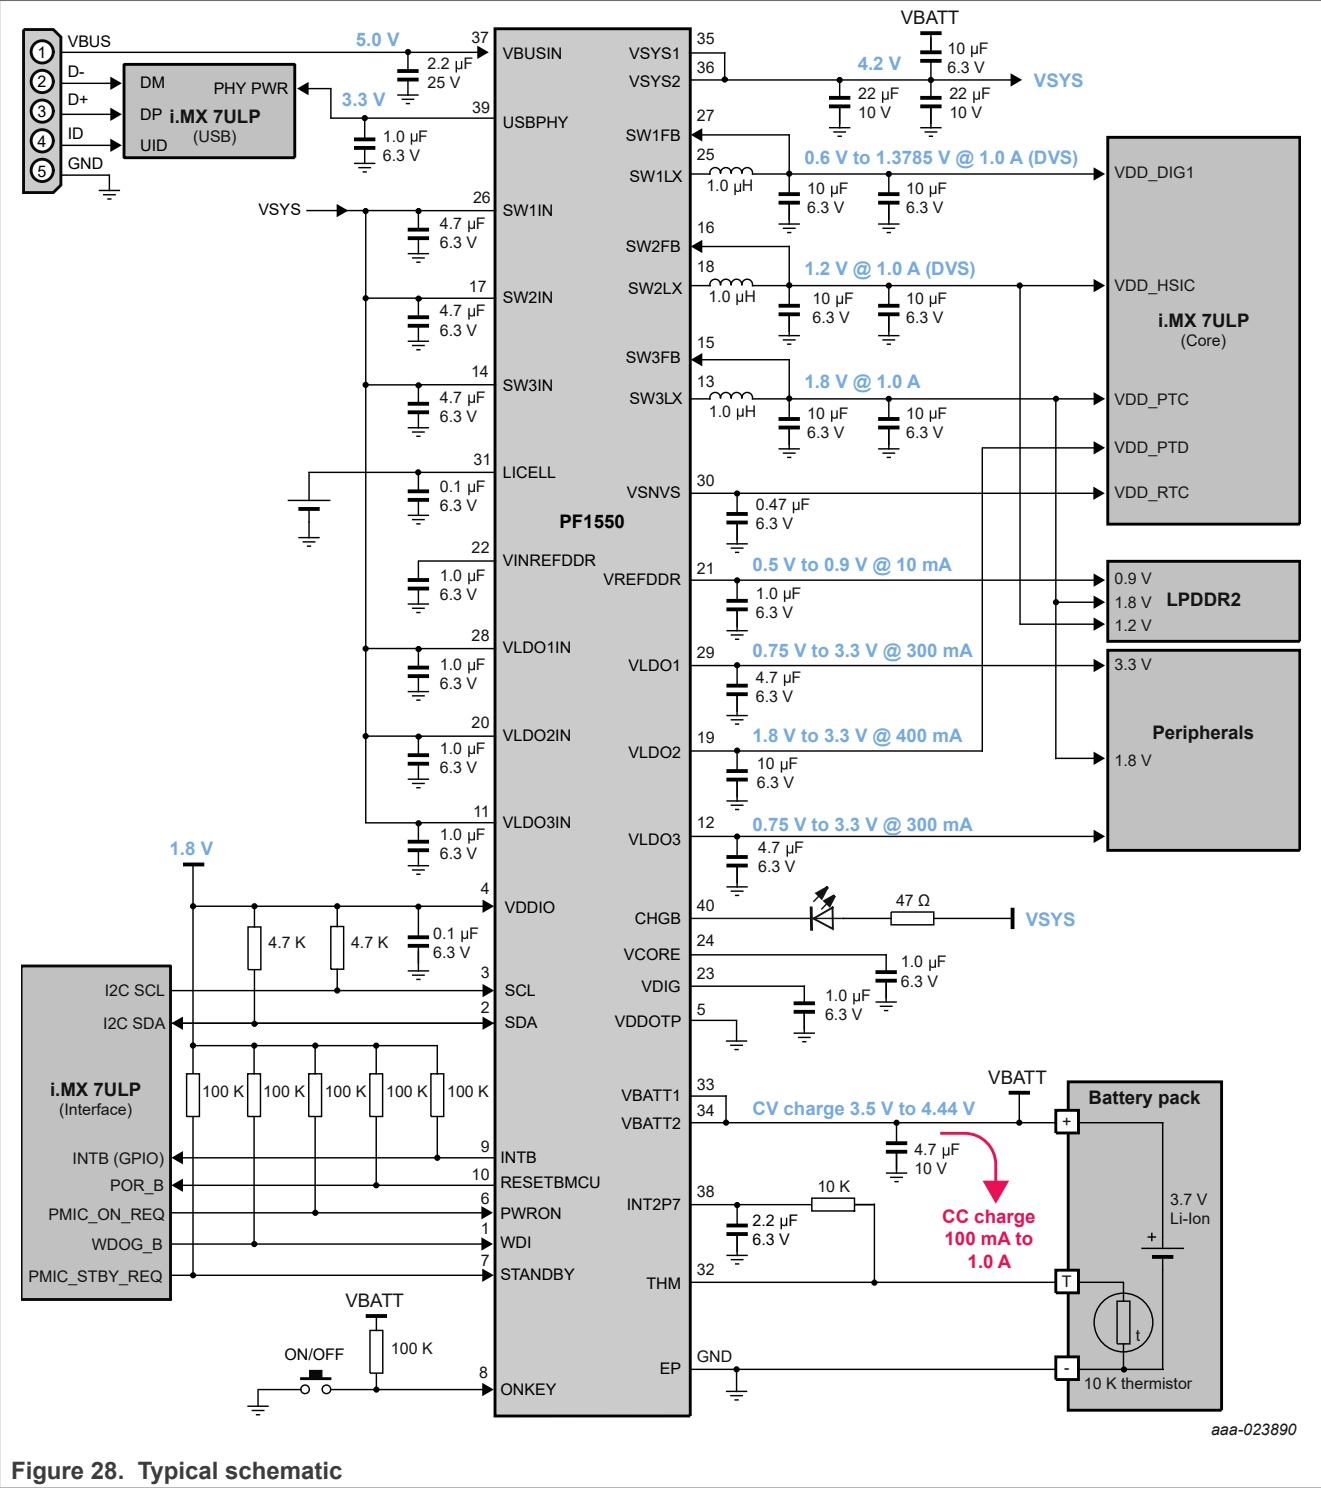 VBATT
1
VBUS
5.0 V
37
VBUSIN
2.2 µF
25 V
2
D-
DM
PHY PWR
3
D+
DP
i.MX 7ULP
(USB)
3.3 V
39
USBPHY
1.0 µF
6.3 V
4
ID
UID
5
GND
35
VSYS1
36
VSYS2
4.2 V
10 µF
6.3 V
VSYS
22 µF
10 V
22 µF
10 V
27
SW1FB
25
SW1LX
1.0 µH
0.6 V to 1.3785 V @ 1.0 A (DVS)
10 µF
6.3 V
10 µF
6.3 V
VDD_DIG1
VSYS
26
SW1IN
4.7 µF
6.3 V
16
SW2FB
18
SW2LX
1.0 µH
1.2 V @ 1.0 A (DVS)
10 µF
6.3 V
10 µF
6.3 V
VDD_HSIC
i.MX 7ULP
(Core)
17
SW2IN
4.7 µF
6.3 V
15
SW3FB
13
SW3LX
1.0 µH
1.8 V @ 1.0 A
10 µF
6.3 V
10 µF
6.3 V
VDD_PTC
VDD_PTD
14
SW3IN
4.7 µF
6.3 V
31
LICELL
0.1 µF
6.3 V
30
VSNVS
0.47 µF
6.3 V
VDD_RTC
PF1550
22
VINREFDDR
1.0 µF
6.3 V
21
VREFDDR
0.5 V to 0.9 V @ 10 mA
1.0 µF
6.3 V
0.9 V
1.8 V
LPDDR2
1.2 V
28
VLDO1IN
1.0 µF
6.3 V
29
VLDO1
0.75 V to 3.3 V @ 300 mA
4.7 µF
6.3 V
3.3 V
Peripherals
1.8 V
20
VLDO2IN
1.0 µF
6.3 V
19
VLDO2
1.8 V to 3.3 V @ 400 mA
10 µF
6.3 V
11
VLDO3IN
1.0 µF
6.3 V
12
VLDO3
0.75 V to 3.3 V @ 300 mA
4.7 µF
6.3 V
1.8 V
4
VDDIO
4.7 K
4.7 K
0.1 µF
6.3 V
40
CHGB
47 Ω
VSYS
24
VCORE
1.0 µF
6.3 V
23
VDIG
1.0 µF
6.3 V
5
VDDOTP
I2C SCL
3
SCL
I2C SDA
2
SDA
i.MX 7ULP
(Interface)
100 K
100 K
100 K
100 K
100 K
INTB (GPIO)
9
INTB
POR_B
10
RESETBMCU
PMIC_ON_REQ
6
PWRON
WDOG_B
1
WDI
PMIC_STBY_REQ
7
STANDBY
33
VBATT1
34
VBATT2
CV charge 3.5 V to 4.44 V
VBATT
4.7 µF
10 V
CC charge
100 mA to
1.0 A
Battery pack
+
3.7 V
Li-Ion
+
38
INT2P7
10 K
2.2 µF
6.3 V
32
THM
T
t
EP
GND
-
10 K thermistor
VBATT
100 K
ON/OFF
8
ONKEY
aaa-023890
Figure 28. Typical schematic